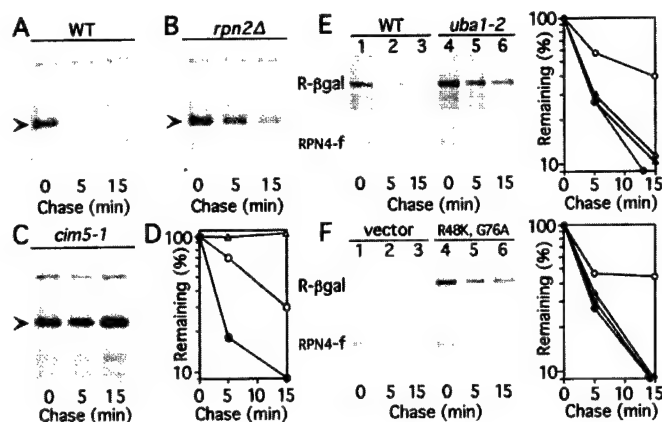 A WT
B rpn2Δ
0 5 15
Chase (min)
0 5 15
Chase (min)
C cim5-1
0 5 15
Chase (min)
D
Remaining (%)
100
10
0 5 15
Chase (min)
E WT uba1-2
1 2 3 4 5 6
R-βgal
RPN4-f
0 5 15 0 5 15
Chase (min)
Remaining (%)
100
10
0 5 10 15
Chase (min)
F vector R48K, G76A
1 2 3 4 5 6
R-βgal
RPN4-f
0 5 15 0 5 15
Chase (min)
Remaining (%)
100
10
0 5 10 15
Chase (min)